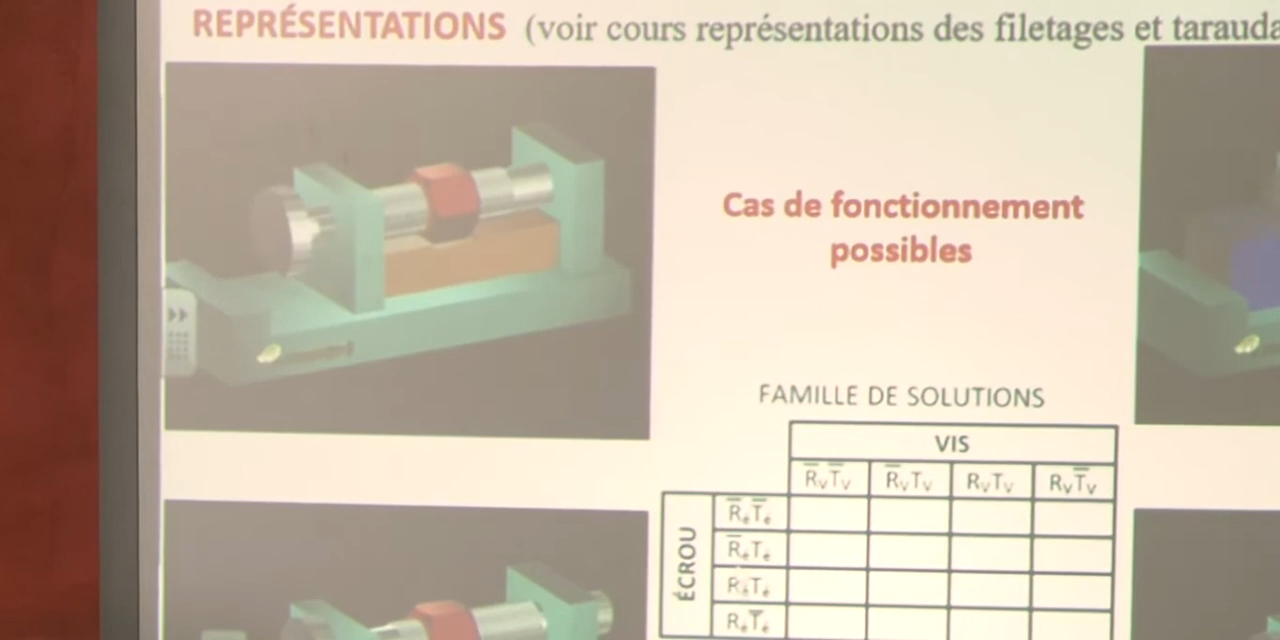 REPRÉSENTATIONS (voir cours représentations des filetages et tarauda
Cas de fonctionnement
possibles
FAMILLE DE SOLUTIONS
VIS
R̅ᵥT̅ᵥ R̅ᵥTᵥ RᵥTᵥ RᵥT̅ᵥ
ÉCROU
R̅ₑT̅ₑ
R̅ₑTₑ
RₑTₑ
RₑT̅ₑ